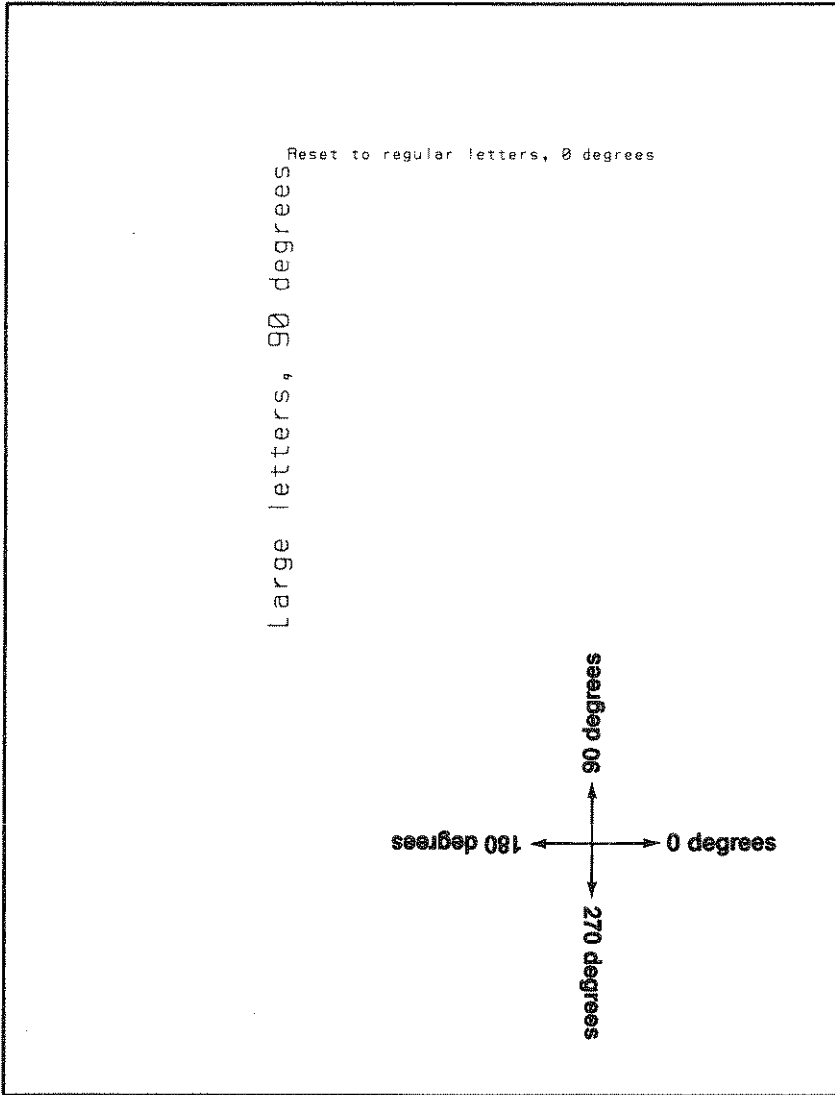 Reset to regular letters, 0 degrees
Large letters, 90 degrees
90 degrees
180 degrees
0 degrees
270 degrees